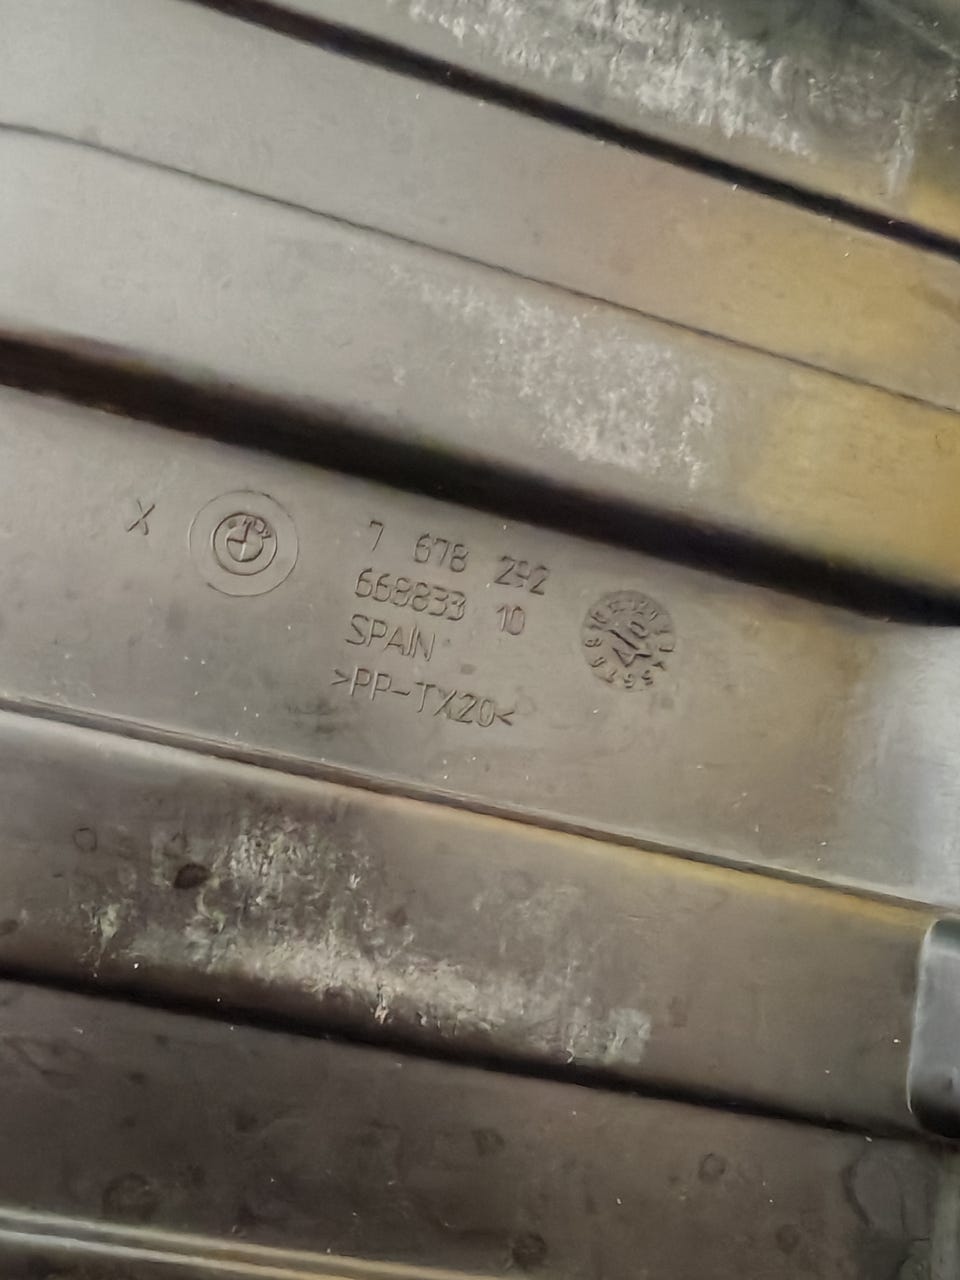 X
7 678 292
668833 10
SPAIN
>PP-TX20<